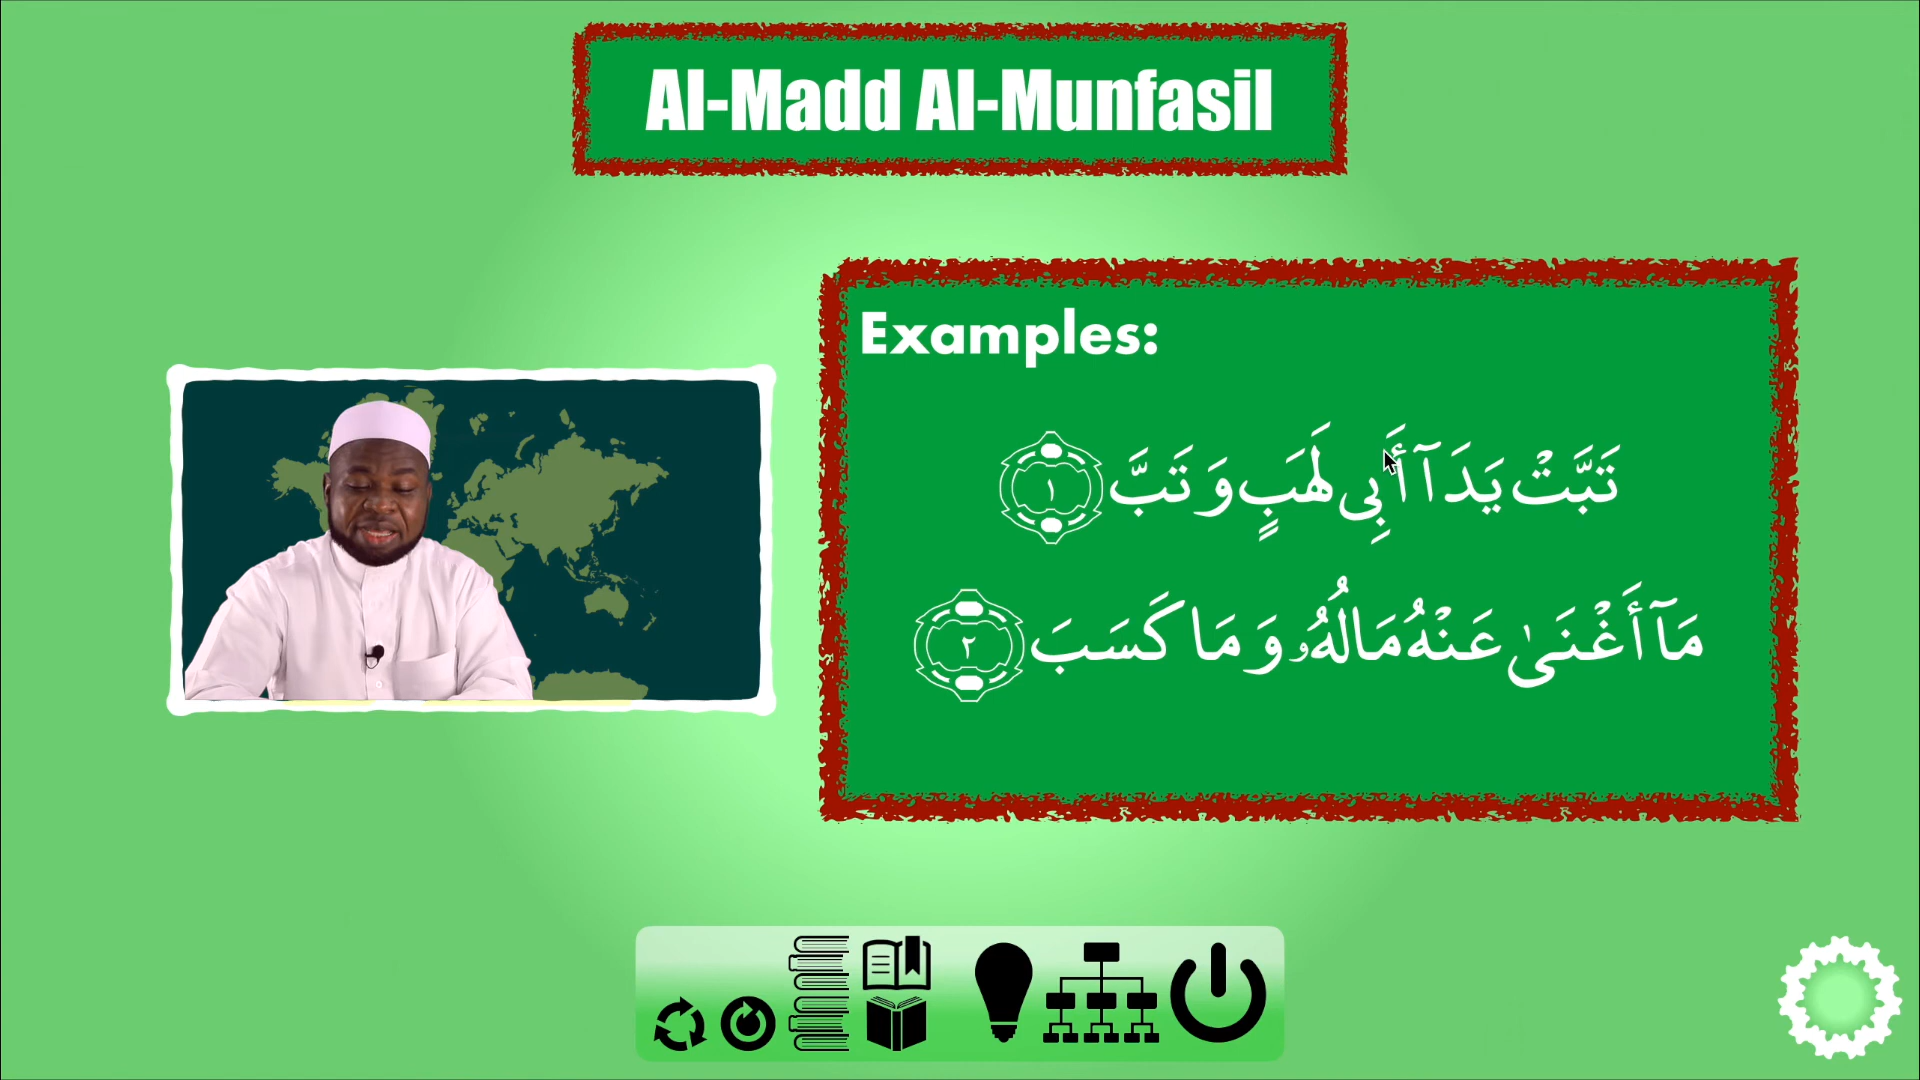 Al-Madd Al-Munfasil
Examples:
تَبَّتْ يَدَآ أَبِى لَهَبٍ وَتَبَّ ١
مَآ أَغْنَىٰ عَنْهُ مَالُهُۥ وَمَا كَسَبَ ٢